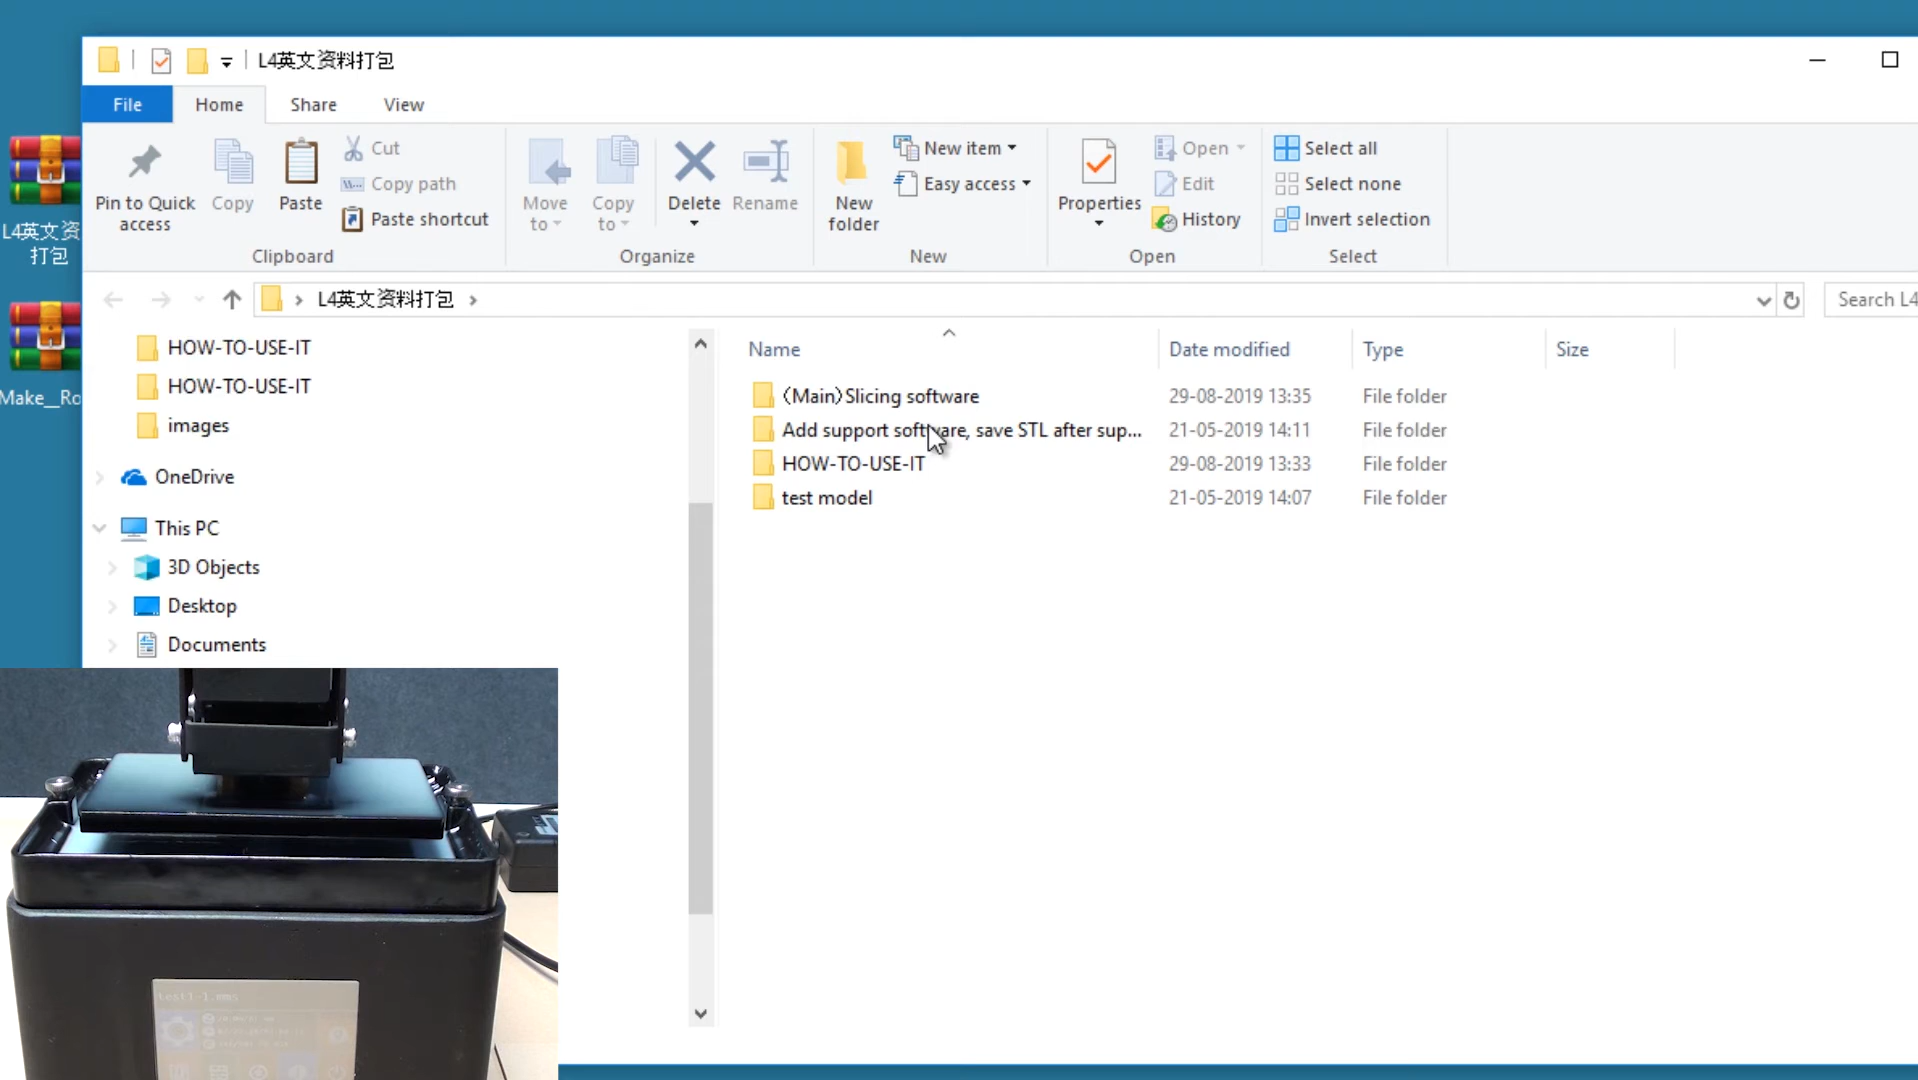 L4英文资料打包
File Home Share View
Pin to Quick access
Copy
Paste
Cut
Copy path
Paste shortcut
Clipboard
Move to
Copy to
Delete
Rename
Organize
New folder
New item
Easy access
New
Properties
Open
Edit
History
Open
Select all
Select none
Invert selection
Select
L4英文资料打包
Search L4
L4英文资
打包
Make_Ro
HOW-TO-USE-IT
HOW-TO-USE-IT
images
OneDrive
This PC
3D Objects
Desktop
Documents
Name Date modified Type Size
(Main)Slicing software 29-08-2019 13:35 File folder
Add support software, save STL after sup... 21-05-2019 14:11 File folder
HOW-TO-USE-IT 29-08-2019 13:33 File folder
test model 21-05-2019 14:07 File folder
test1-1.mms